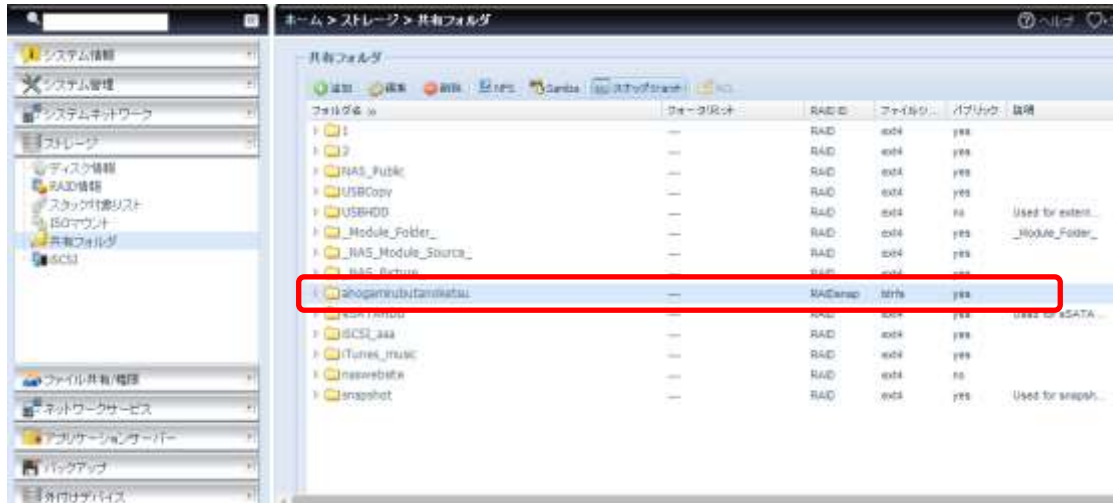 ホーム > ストレージ > 共有フォルダ
ヘルプ
システム情報
システム管理
システムネットワーク
ストレージ
ディスク情報
RAID情報
スタック対象リスト
ISOマウント
共有フォルダ
iSCSI
ファイル共有/権限
ネットワークサービス
アプリケーションサーバー
バックアップ
外付けデバイス
共有フォルダ
追加 編集 削除 NFS Samba スナップショット
フォルダ名 RAID ID ファイルシ... パブリック 説明
1 --- RAID ext4 yes
2 --- RAID ext4 yes
NAS_Public --- RAID ext4 yes
USBCopy --- RAID ext4 yes
USBHDD --- RAID ext4 no Used for extern...
_Module_Folder_ --- RAID ext4 yes _Module_Folder_
_NAS_Module_Source_ --- RAID ext4 yes
_NAS_Picture_ --- RAID ext4 yes
--- RAIDsnap btrfs yes
eSATAHDD --- RAID ext4 yes Used for eSATA ...
iSCSI_aaa --- RAID ext4 yes
iTunes_music --- RAID ext4 yes
naswebsite --- RAID ext4 no
snapshot --- RAID ext4 yes Used for snapsh...